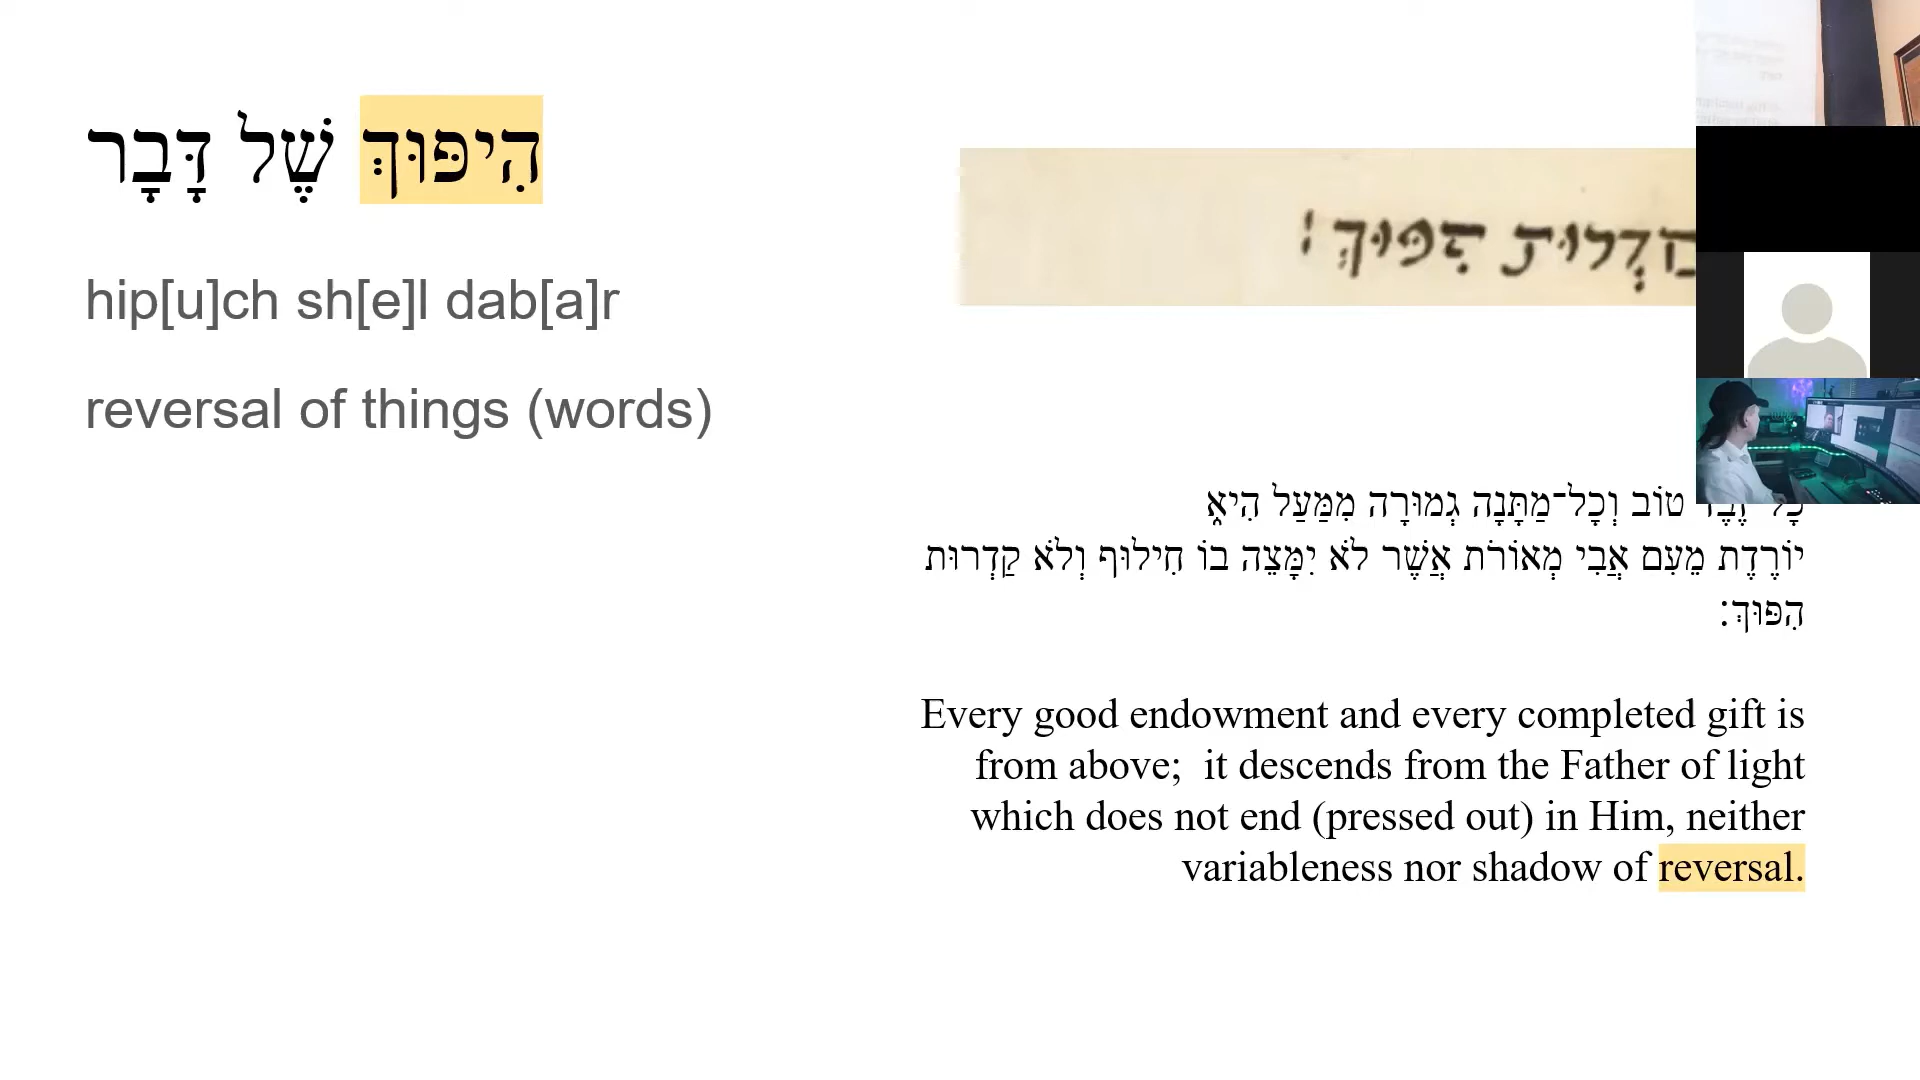 הִיפּוּךְ שֶׁל דָּבָר
hip[u]ch sh[e]l dab[a]r
reversal of things (words)
קַדְרוּת הִפּוּךְ׃
טוֹב וְכָל־מַתָּנָה גְמוּרָה מִמַּעַל הִיא֭
יוֹרֶדֶת מֵעִם אֲבִי מְאוֹרֹת אֲשֶׁר לֹא יִמָּצֵה בוֹ חִילוּף וְלֹא קַדְרוּת
הִפּוּךְ׃
Every good endowment and every completed gift is
from above;  it descends from the Father of light
which does not end (pressed out) in Him, neither
variableness nor shadow of reversal.